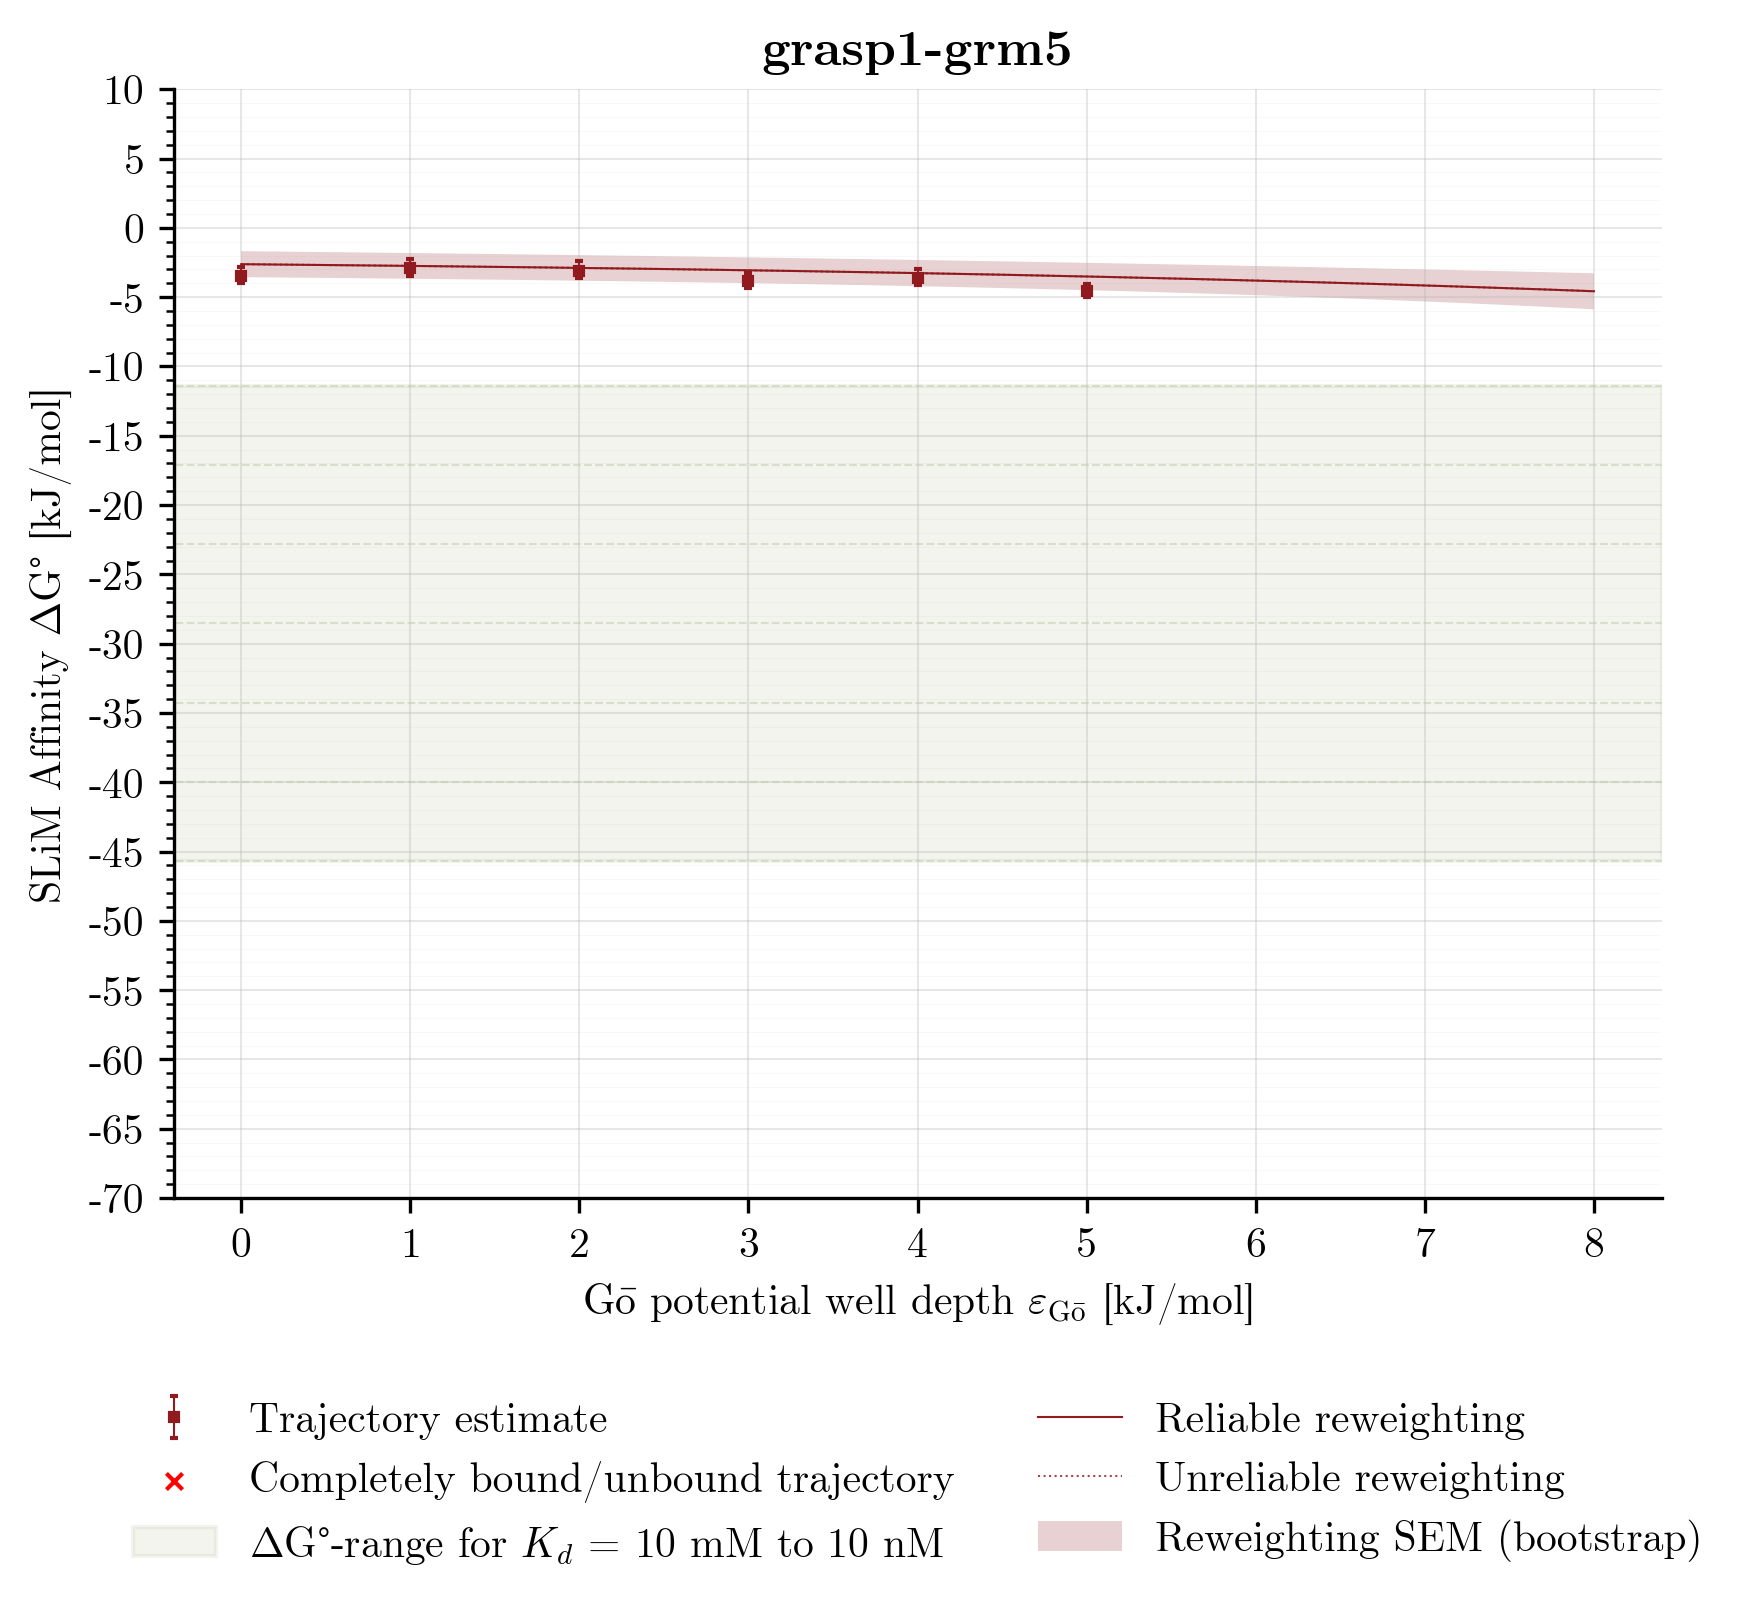 grasp1-grm5
10
5
0
-5
-10
-15
-20
-25
-30
-35
-40
-45
-50
-55
-60
-65
-70
SLiM Affinity ΔG° [kJ/mol]
0 1 2 3 4 5 6 7 8
Gō potential well depth ε_Gō [kJ/mol]
Trajectory estimate
Completely bound/unbound trajectory
ΔG°-range for K_d = 10 mM to 10 nM
Reliable reweighting
Unreliable reweighting
Reweighting SEM (bootstrap)